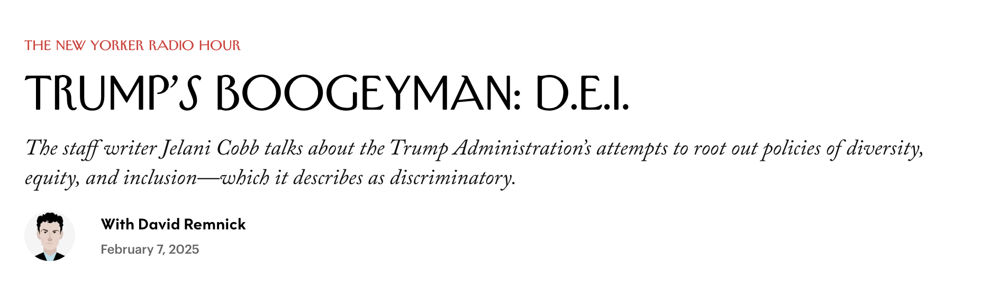 THE NEW YORKER RADIO HOUR
TRUMP’S BOOGEYMAN: D.E.I.
The staff writer Jelani Cobb talks about the Trump Administration’s attempts to root out policies of diversity,
equity, and inclusion—which it describes as discriminatory.
With David Remnick
February 7, 2025